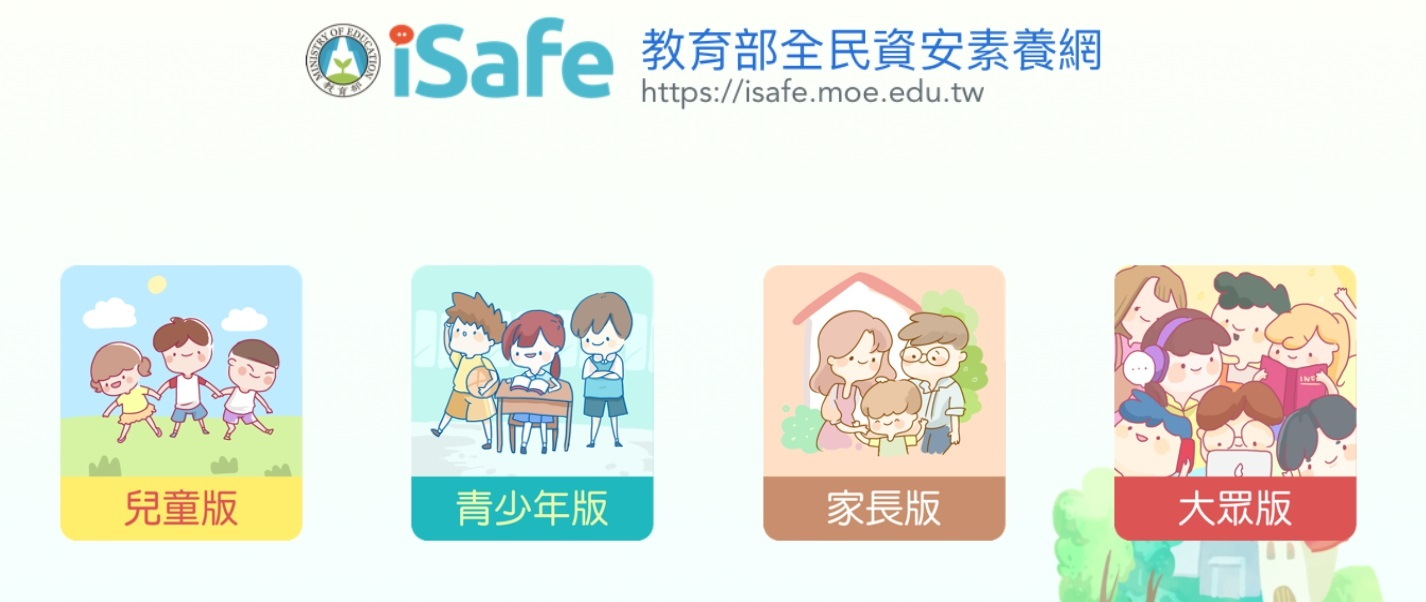 MINISTRY OF EDUCATION
教育部
iSafe
教育部全民資安素養網
https://isafe.moe.edu.tw
兒童版
青少年版
家長版
大眾版